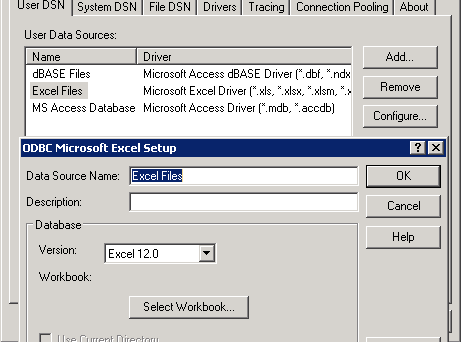 User DSN System DSN File DSN Drivers Tracing Connection Pooling About
User Data Sources:
Name Driver Add...
dBASE Files Microsoft Access dBASE Driver (*.dbf, *.ndx
Excel Files Microsoft Excel Driver (*.xls, *.xlsx, *.xlsm, *.x Remove
MS Access Database Microsoft Access Driver (*.mdb, *.accdb)
Configure...
ODBC Microsoft Excel Setup
Data Source Name: Excel Files OK
Description: Cancel
Database
Help
Version: Excel 12.0
Workbook:
Select Workbook...
Use Current Directory